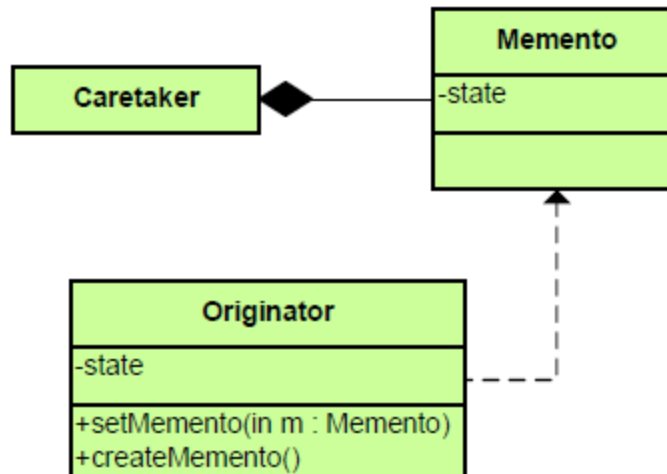 Memento
-state
Caretaker
Originator
-state
+setMemento(in m : Memento)
+createMemento()